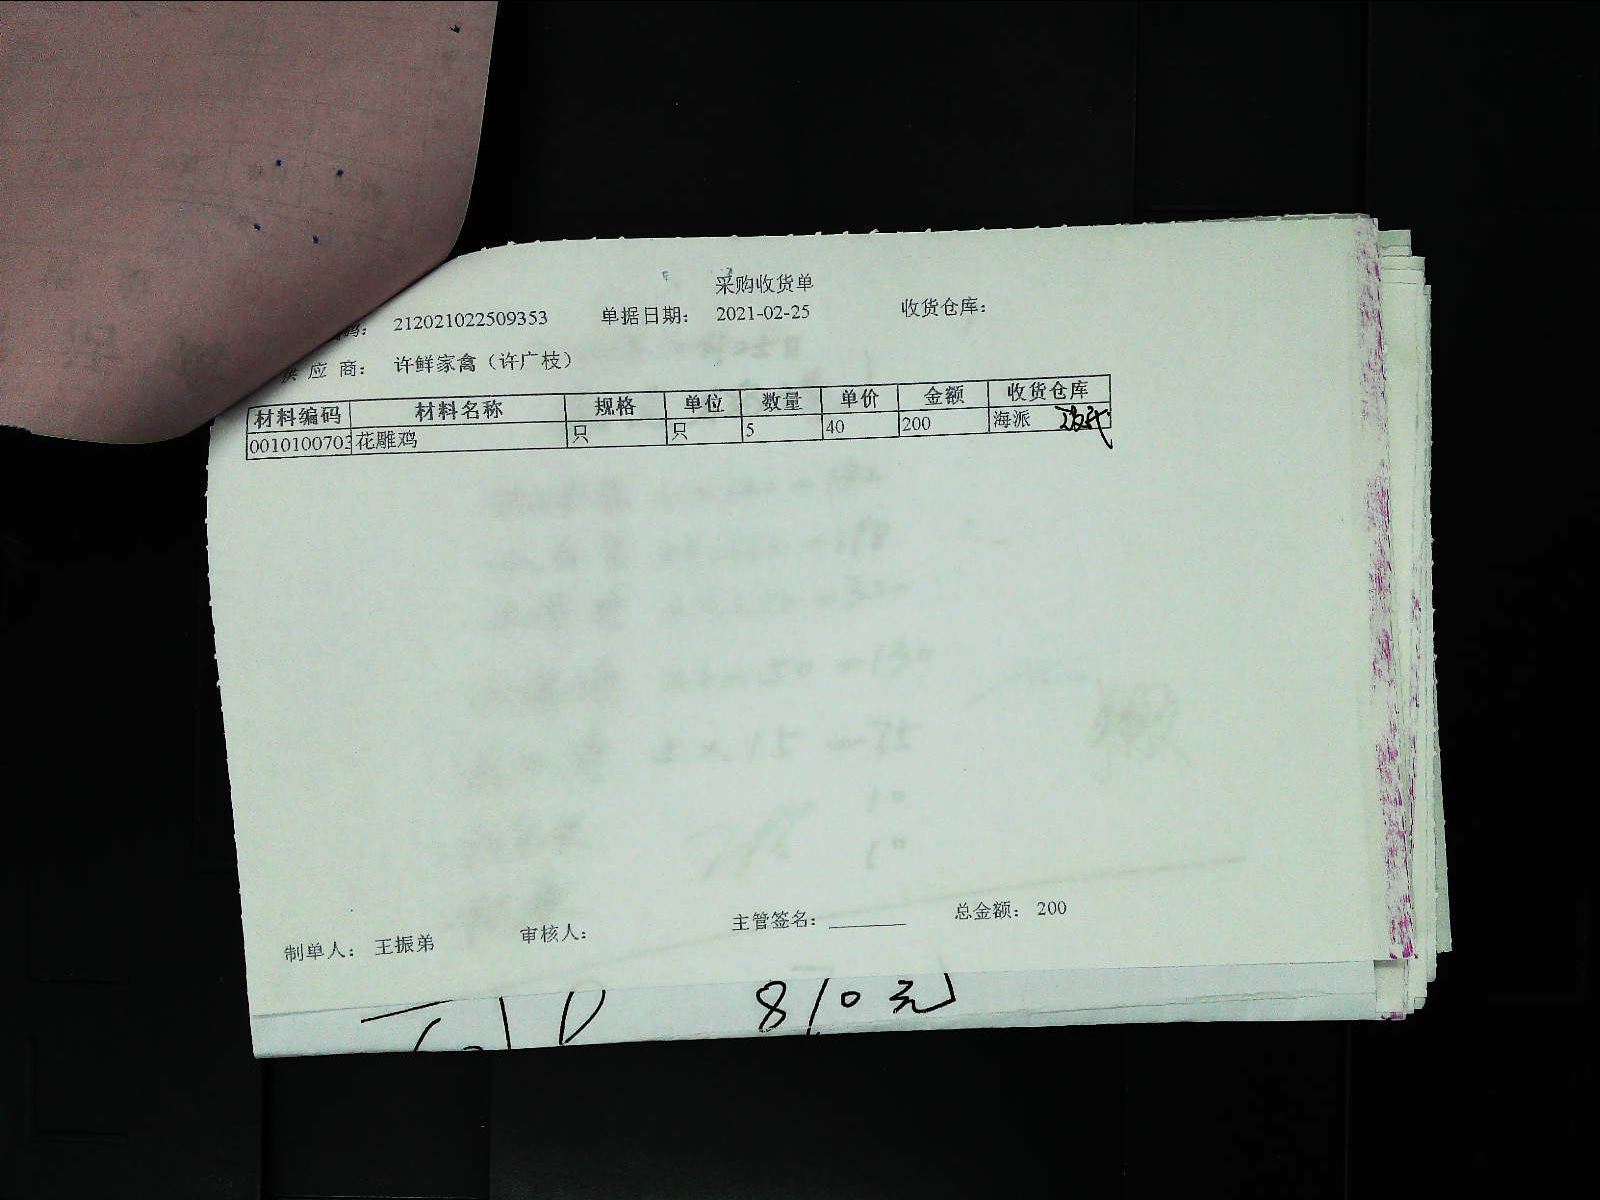 采购收货单
码: 212021022509353 单据日期: 2021-02-25 收货仓库:
供 应 商: 许鲜家禽（许广枝）
材料编码 材料名称 规格 单位 数量 单价 金额 收货仓库
0010100703 花雕鸡 只 只 5 40 200 海派
制单人: 王振弟 审核人: 主管签名: 总金额: 200
810元